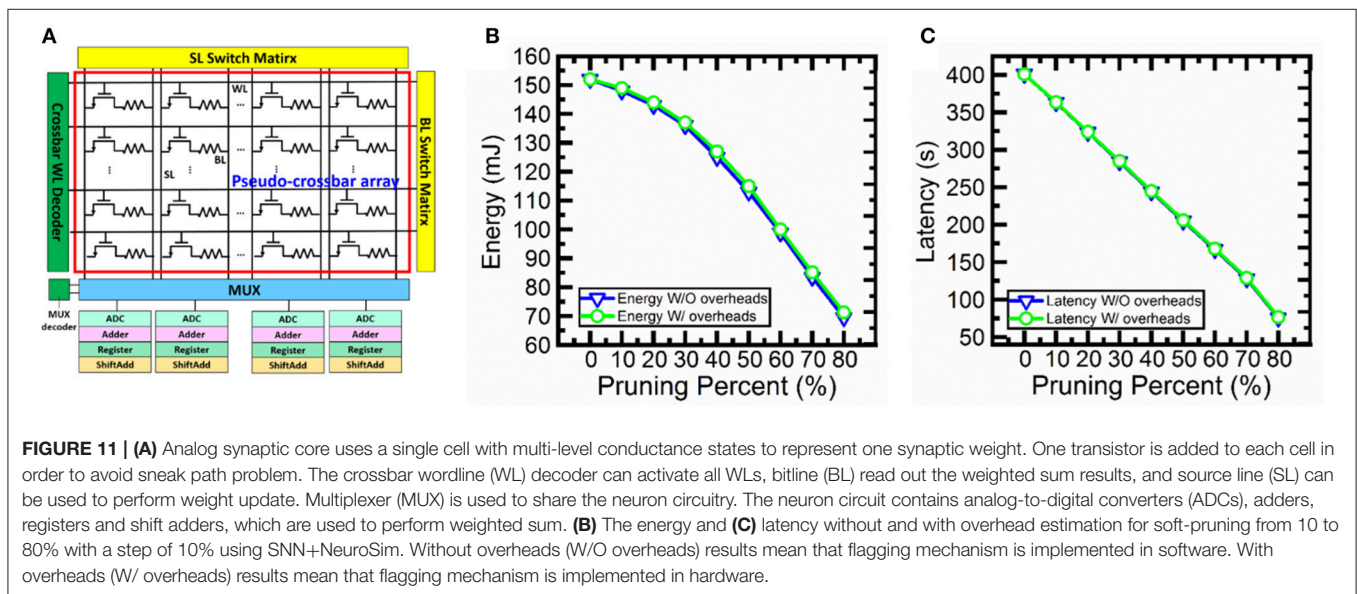 A
SL Switch Matirx
Crossbar WL Decoder
WL
...
...
BL
SL
Pseudo-crossbar array
...
...
BL Switch Matirx
MUX decoder
MUX
ADC ADC ADC ADC
Adder Adder Adder Adder
Register Register Register Register
ShiftAdd ShiftAdd ShiftAdd ShiftAdd
B
Energy (mJ)
160
150
140
130
120
110
100
90
80
70
60
Energy W/O overheads
Energy W/ overheads
0 10 20 30 40 50 60 70 80
Pruning Percent (%)
C
Latency (s)
400
350
300
250
200
150
100
50
Latency W/O overheads
Latency W/ overheads
0 10 20 30 40 50 60 70 80
Pruning Percent (%)
FIGURE 11 | (A) Analog synaptic core uses a single cell with multi-level conductance states to represent one synaptic weight. One transistor is added to each cell in
order to avoid sneak path problem. The crossbar wordline (WL) decoder can activate all WLs, bitline (BL) read out the weighted sum results, and source line (SL) can
be used to perform weight update. Multiplexer (MUX) is used to share the neuron circuitry. The neuron circuit contains analog-to-digital converters (ADCs), adders,
registers and shift adders, which are used to perform weighted sum. (B) The energy and (C) latency without and with overhead estimation for soft-pruning from 10 to
80% with a step of 10% using SNN+NeuroSim. Without overheads (W/O overheads) results mean that flagging mechanism is implemented in software. With
overheads (W/ overheads) results mean that flagging mechanism is implemented in hardware.